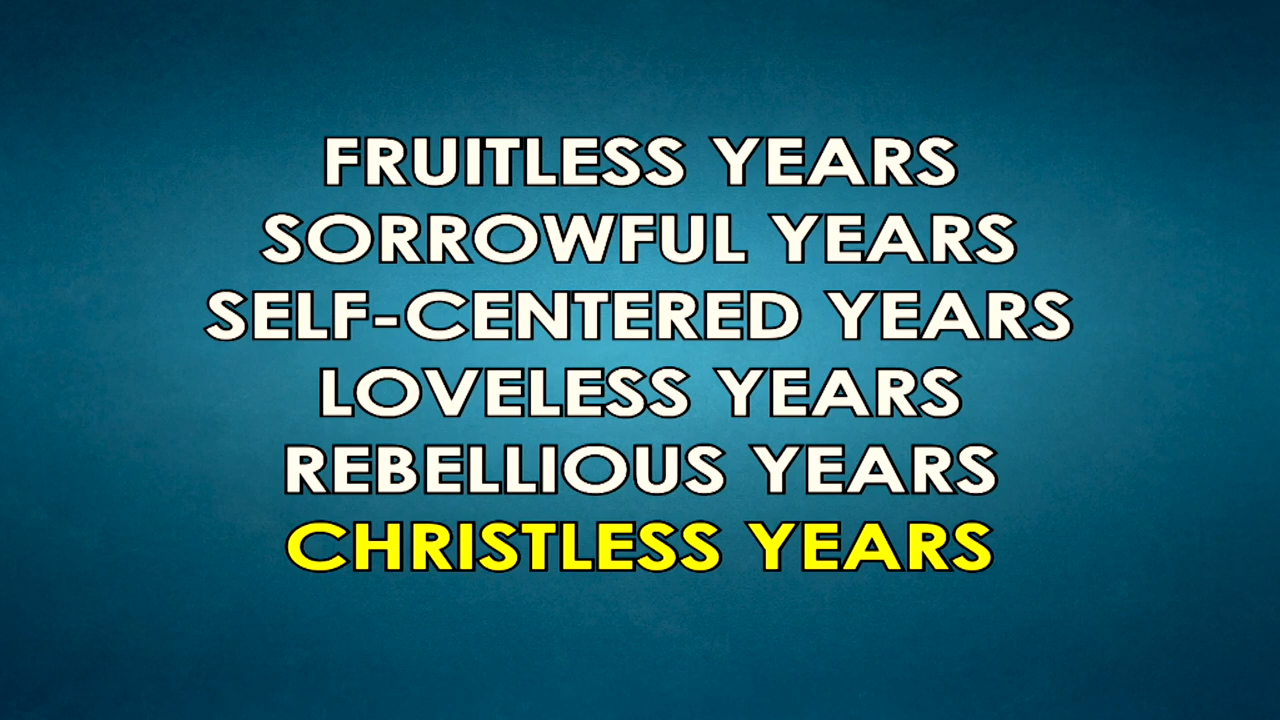 FRUITLESS YEARS
SORROWFUL YEARS
SELF-CENTERED YEARS
LOVELESS YEARS
REBELLIOUS YEARS
CHRISTLESS YEARS